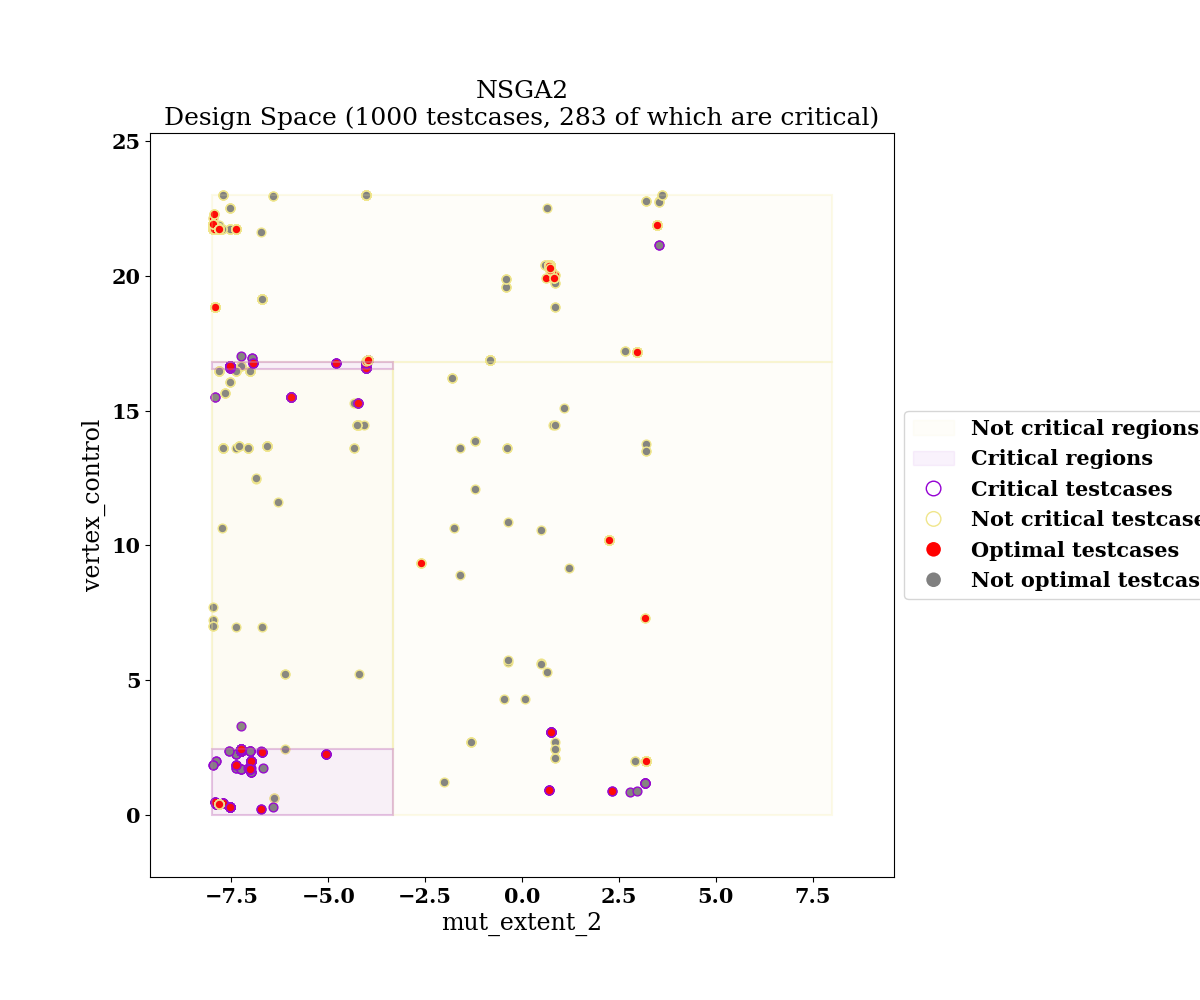 NSGA2
Design Space (1000 testcases, 283 of which are critical)
25
20
15
10
5
0
vertex_control
−7.5
−5.0
−2.5
0.0
2.5
5.0
7.5
mut_extent_2
Not critical regions
Critical regions
Critical testcases
Not critical testcase
Optimal testcases
Not optimal testcas